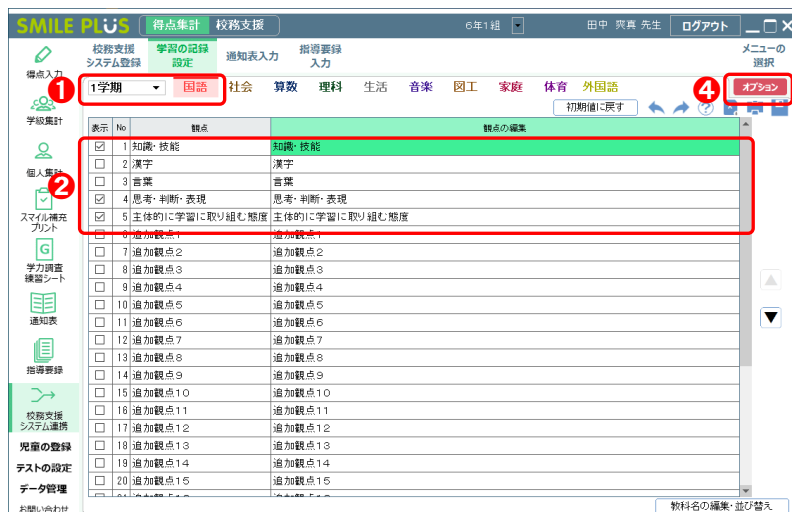 SMILE PLUS 得点集計 校務支援 6年1組 田中 爽真 先生 ログアウト
得点入力
校務支援 システム登録
学習の記録 設定
通知表入力
指導要録 入力
メニューの 選択
❶ 1学期 国語 社会 算数 理科 生活 音楽 図工 家庭 体育 外国語 ❹ オプション
初期値に戻す
学級集計
個人集計
❷
スマイル補充 プリント
学力調査 練習シート
通知表
指導要録
校務支援 システム連携
児童の登録
テストの設定
データ管理
お問い合わせ
表示 No 観点 観点の編集
1 知識・技能 知識・技能
2 漢字 漢字
3 言葉 言葉
4 思考・判断・表現 思考・判断・表現
5 主体的に学習に取り組む態度 主体的に学習に取り組む態度
6 追加観点1 追加観点1
7 追加観点2 追加観点2
8 追加観点3 追加観点3
9 追加観点4 追加観点4
10 追加観点5 追加観点5
11 追加観点6 追加観点6
12 追加観点7 追加観点7
13 追加観点8 追加観点8
14 追加観点9 追加観点9
15 追加観点10 追加観点10
16 追加観点11 追加観点11
17 追加観点12 追加観点12
18 追加観点13 追加観点13
19 追加観点14 追加観点14
20 追加観点15 追加観点15
教科名の編集・並び替え